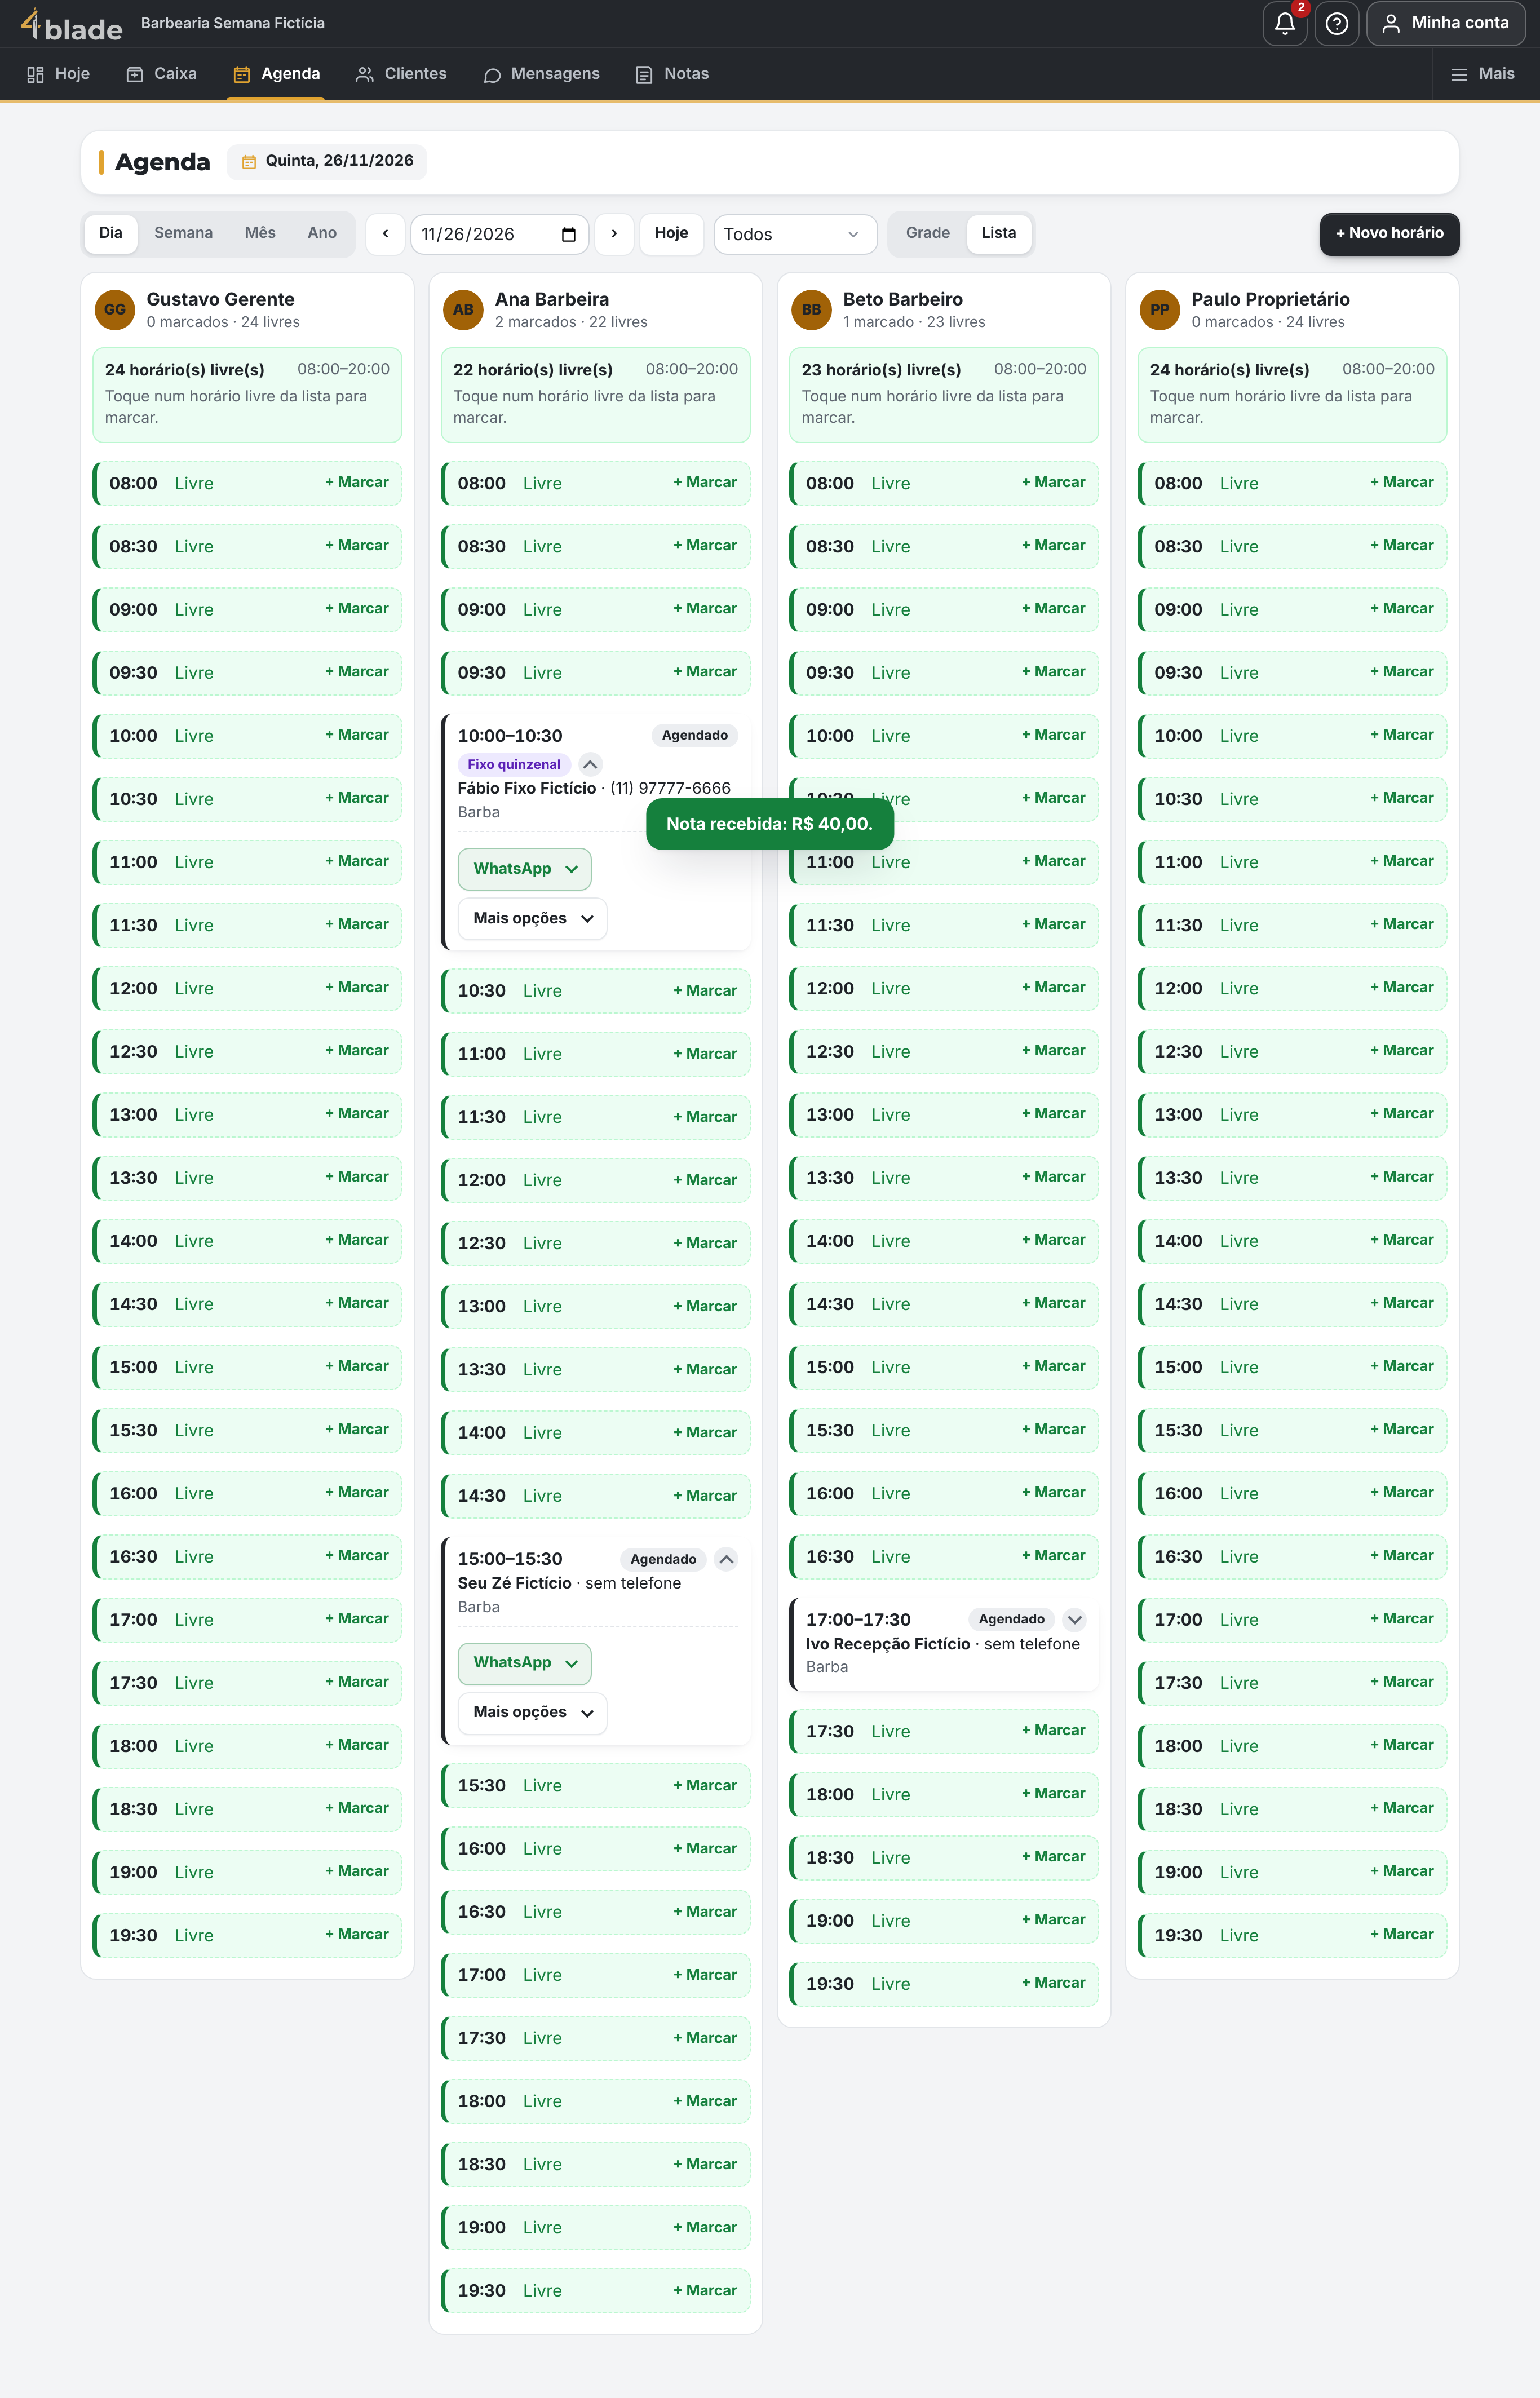 4blade
Barbearia Semana Fictícia
2
Minha conta
Hoje
Caixa
Agenda
Clientes
Mensagens
Notas
Mais
Agenda
Quinta, 26/11/2026
Dia
Semana
Mês
Ano
‹
11/26/2026
›
Hoje
Todos
Grade
Lista
+ Novo horário
GG
Gustavo Gerente
0 marcados · 24 livres
24 horário(s) livre(s) 08:00–20:00
Toque num horário livre da lista para
marcar.
08:00 Livre + Marcar
08:30 Livre + Marcar
09:00 Livre + Marcar
09:30 Livre + Marcar
10:00 Livre + Marcar
10:30 Livre + Marcar
11:00 Livre + Marcar
11:30 Livre + Marcar
12:00 Livre + Marcar
12:30 Livre + Marcar
13:00 Livre + Marcar
13:30 Livre + Marcar
14:00 Livre + Marcar
14:30 Livre + Marcar
15:00 Livre + Marcar
15:30 Livre + Marcar
16:00 Livre + Marcar
16:30 Livre + Marcar
17:00 Livre + Marcar
17:30 Livre + Marcar
18:00 Livre + Marcar
18:30 Livre + Marcar
19:00 Livre + Marcar
19:30 Livre + Marcar
AB
Ana Barbeira
2 marcados · 22 livres
22 horário(s) livre(s) 08:00–20:00
Toque num horário livre da lista para
marcar.
08:00 Livre + Marcar
08:30 Livre + Marcar
09:00 Livre + Marcar
09:30 Livre + Marcar
10:00–10:30 Agendado
Fixo quinzenal
Fábio Fixo Fictício · (11) 97777-6666
Barba
WhatsApp
Mais opções
10:30 Livre + Marcar
11:00 Livre + Marcar
11:30 Livre + Marcar
12:00 Livre + Marcar
12:30 Livre + Marcar
13:00 Livre + Marcar
13:30 Livre + Marcar
14:00 Livre + Marcar
14:30 Livre + Marcar
15:00–15:30 Agendado
Seu Zé Fictício · sem telefone
Barba
WhatsApp
Mais opções
15:30 Livre + Marcar
16:00 Livre + Marcar
16:30 Livre + Marcar
17:00 Livre + Marcar
17:30 Livre + Marcar
18:00 Livre + Marcar
18:30 Livre + Marcar
19:00 Livre + Marcar
19:30 Livre + Marcar
Nota recebida: R$ 40,00.
BB
Beto Barbeiro
1 marcado · 23 livres
23 horário(s) livre(s) 08:00–20:00
Toque num horário livre da lista para
marcar.
08:00 Livre + Marcar
08:30 Livre + Marcar
09:00 Livre + Marcar
09:30 Livre + Marcar
10:00 Livre + Marcar
10:30 Livre + Marcar
11:00 Livre + Marcar
11:30 Livre + Marcar
12:00 Livre + Marcar
12:30 Livre + Marcar
13:00 Livre + Marcar
13:30 Livre + Marcar
14:00 Livre + Marcar
14:30 Livre + Marcar
15:00 Livre + Marcar
15:30 Livre + Marcar
16:00 Livre + Marcar
16:30 Livre + Marcar
17:00–17:30 Agendado
Ivo Recepção Fictício · sem telefone
Barba
17:30 Livre + Marcar
18:00 Livre + Marcar
18:30 Livre + Marcar
19:00 Livre + Marcar
19:30 Livre + Marcar
PP
Paulo Proprietário
0 marcados · 24 livres
24 horário(s) livre(s) 08:00–20:00
Toque num horário livre da lista para
marcar.
08:00 Livre + Marcar
08:30 Livre + Marcar
09:00 Livre + Marcar
09:30 Livre + Marcar
10:00 Livre + Marcar
10:30 Livre + Marcar
11:00 Livre + Marcar
11:30 Livre + Marcar
12:00 Livre + Marcar
12:30 Livre + Marcar
13:00 Livre + Marcar
13:30 Livre + Marcar
14:00 Livre + Marcar
14:30 Livre + Marcar
15:00 Livre + Marcar
15:30 Livre + Marcar
16:00 Livre + Marcar
16:30 Livre + Marcar
17:00 Livre + Marcar
17:30 Livre + Marcar
18:00 Livre + Marcar
18:30 Livre + Marcar
19:00 Livre + Marcar
19:30 Livre + Marcar